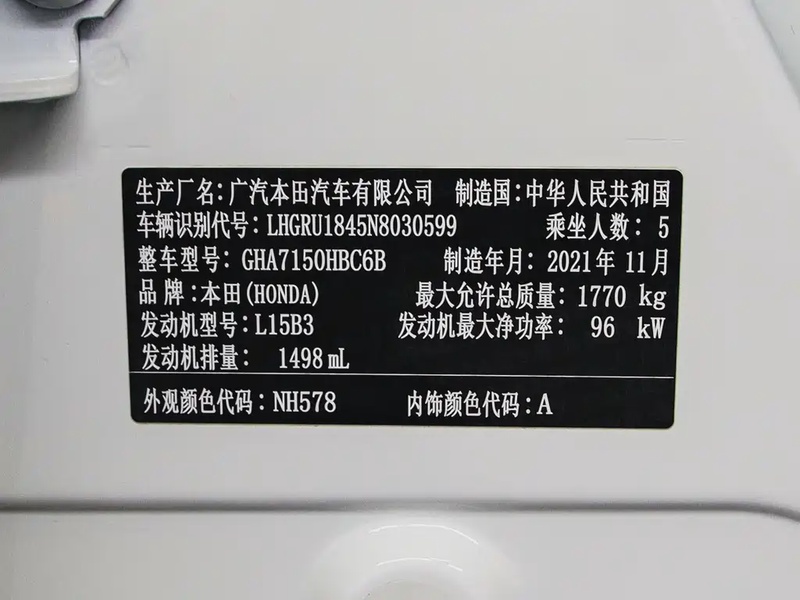 生产厂名:广汽本田汽车有限公司 制造国:中华人民共和国
车辆识别代号:LHGRU1845N8030599 乘坐人数:5
整车型号:GHA7150HBC6B 制造年月:2021年11月
品牌:本田(HONDA) 最大允许总质量:1770 kg
发动机型号:L15B3 发动机最大净功率:96 kW
发动机排量:1498mL
外观颜色代码:NH578 内饰颜色代码:A